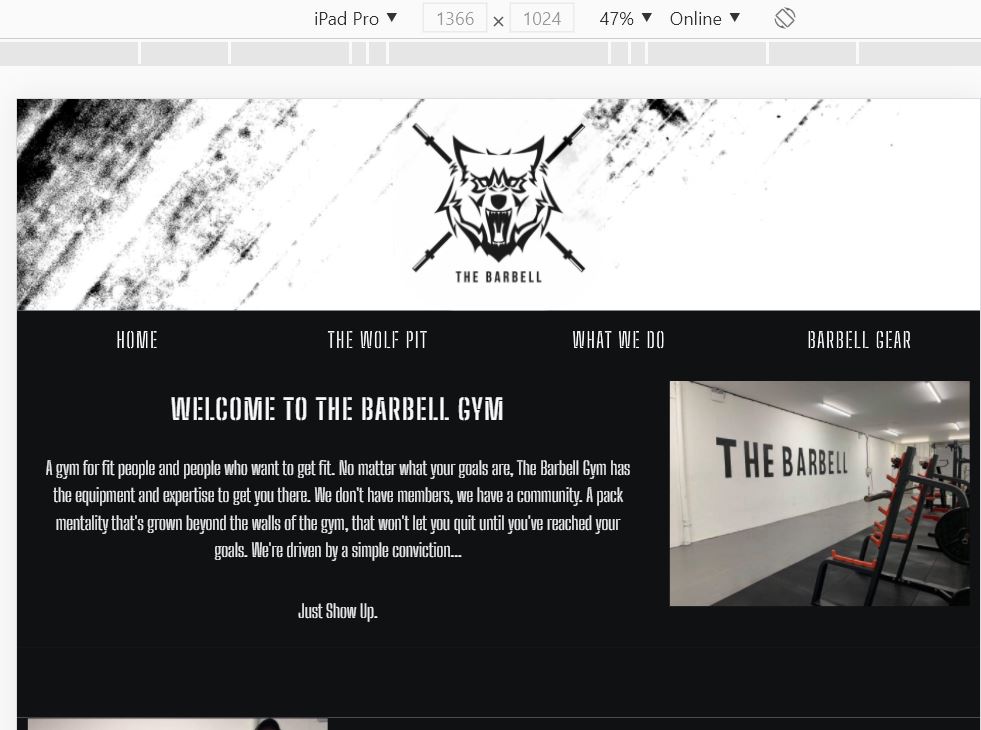 iPad Pro ▼ 1366 × 1024 47% ▼ Online ▼
THE BARBELL
HOME THE WOLF PIT WHAT WE DO BARBELL GEAR
WELCOME TO THE BARBELL GYM
A gym for fit people and people who want to get fit. No matter what your goals are, The Barbell Gym has
the equipment and expertise to get you there. We don't have members, we have a community. A pack
mentality that's grown beyond the walls of the gym, that won't let you quit until you've reached your
goals. We're driven by a simple conviction...
Just Show Up.
THE BARBELL